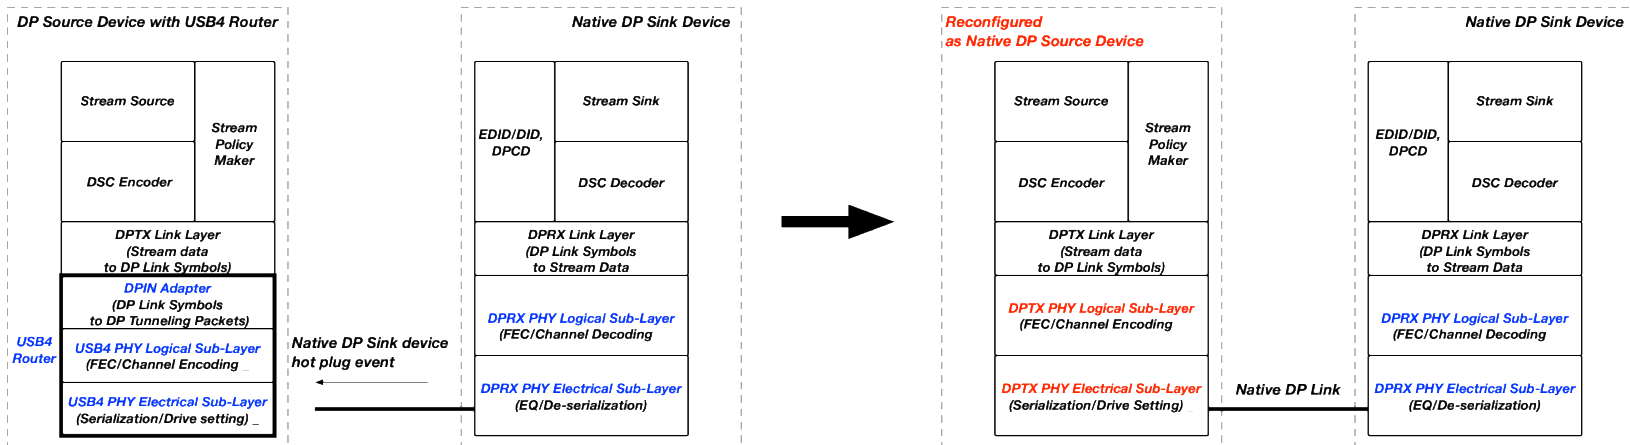 DP Source Device with USB4 Router
Stream Source
Stream
Policy
Maker
DSC Encoder
DPTX Link Layer
(Stream data
to DP Link Symbols)
DPIN Adapter
(DP Link Symbols
to DP Tunneling Packets)
USB4
Router
USB4 PHY Logical Sub-Layer
(FEC/Channel Encoding _
USB4 PHY Electrical Sub-Layer
(Serialization/Drive setting) _
Native DP Sink device
hot plug event
Native DP Sink Device
EDID/DID,
DPCD
Stream Sink
DSC Decoder
DPRX Link Layer
(DP Link Symbols
to Stream Data
DPRX PHY Logical Sub-Layer
(FEC/Channel Decoding
DPRX PHY Electrical Sub-Layer
(EQ/De-serialization)
Reconfigured
as Native DP Source Device
Stream Source
Stream
Policy
Maker
DSC Encoder
DPTX Link Layer
(Stream data
to DP Link Symbols)
DPTX PHY Logical Sub-Layer
(FEC/Channel Encoding
DPTX PHY Electrical Sub-Layer
(Serialization/Drive Setting) _
Native DP Link
Native DP Sink Device
EDID/DID,
DPCD
Stream Sink
DSC Decoder
DPRX Link Layer
(DP Link Symbols
to Stream Data
DPRX PHY Logical Sub-Layer
(FEC/Channel Decoding
DPRX PHY Electrical Sub-Layer
(EQ/De-serialization)